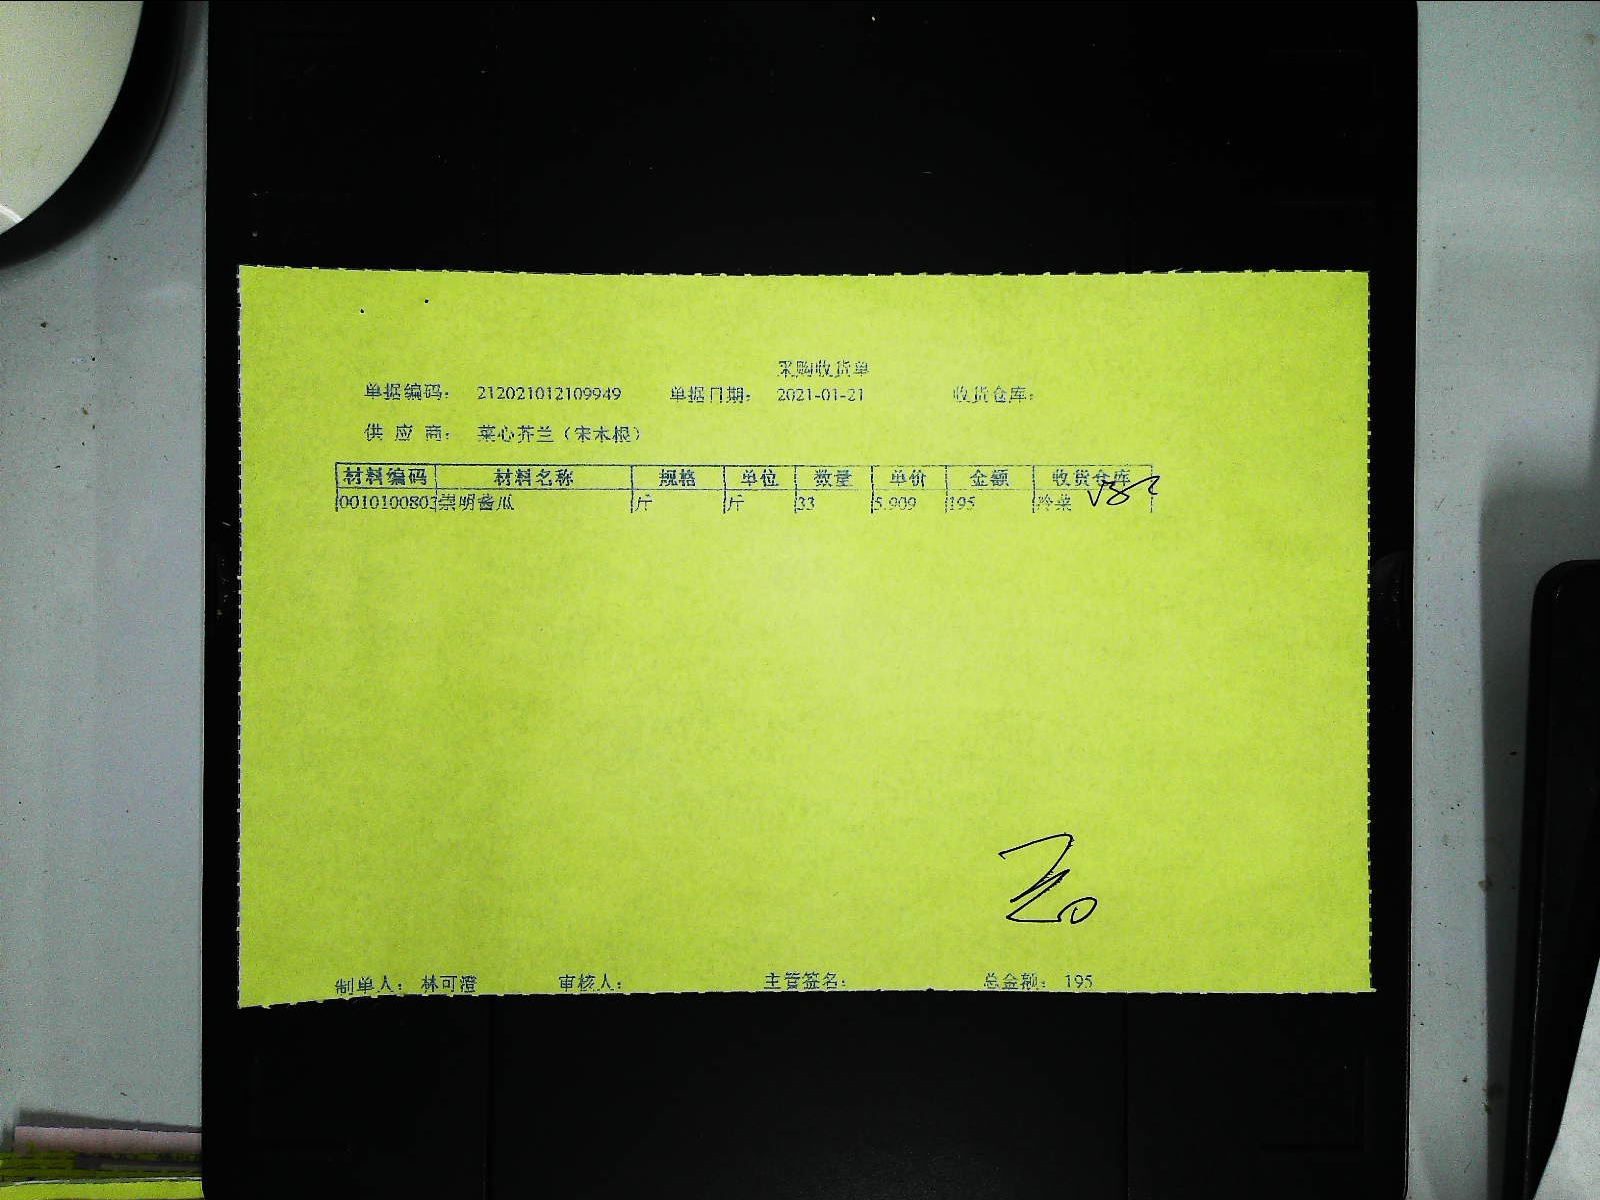 采购收货单
单据编码： 212021012109949 单据日期： 2021-01-21 收货仓库：
供 应 商： 菜心芥兰（宋木根）
材料编码 材料名称 规格 单位 数量 单价 金额 收货仓库
0010100803 崇明酱瓜 斤 斤 33 5.909 195 冷菜
制单人： 林可澄 审核人： 主管签名： 总金额： 195